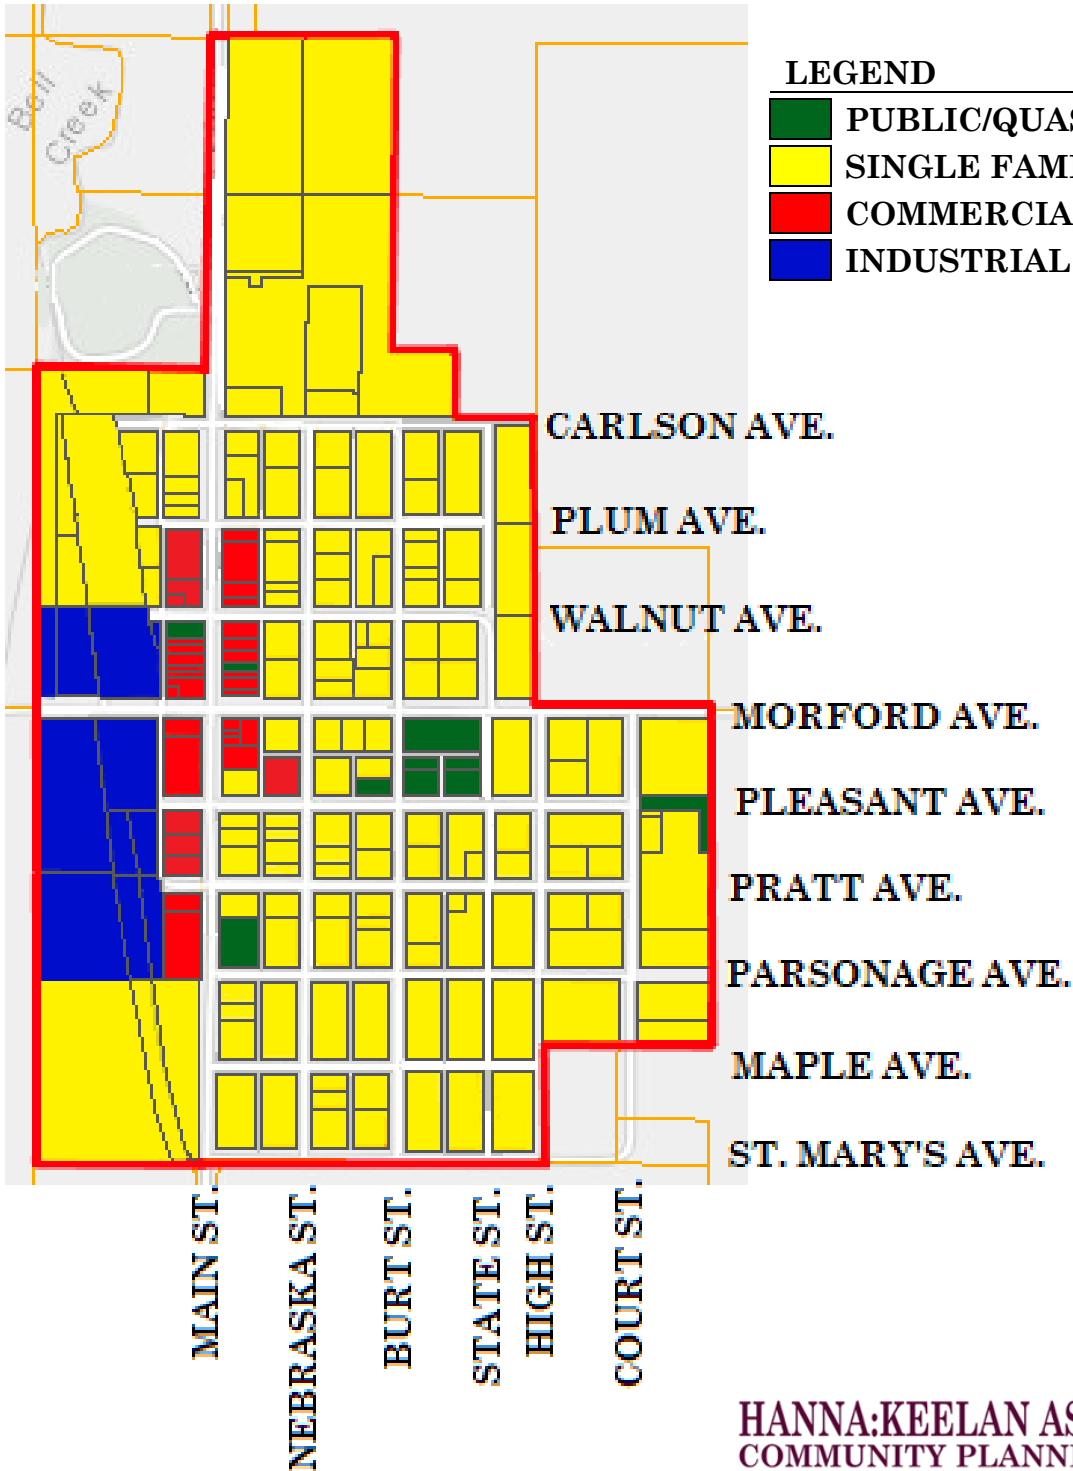 Bell
Creek
LEGEND
PUBLIC/QUAS
SINGLE FAMI
COMMERCIA
INDUSTRIAL
CARLSON AVE.
PLUM AVE.
WALNUT AVE.
MORFORD AVE.
PLEASANT AVE.
PRATT AVE.
PARSONAGE AVE.
MAPLE AVE.
ST. MARY'S AVE.
MAIN ST.
NEBRASKA ST.
BURT ST.
STATE ST.
HIGH ST.
COURT ST.
HANNA:KEELAN AS
COMMUNITY PLANNI